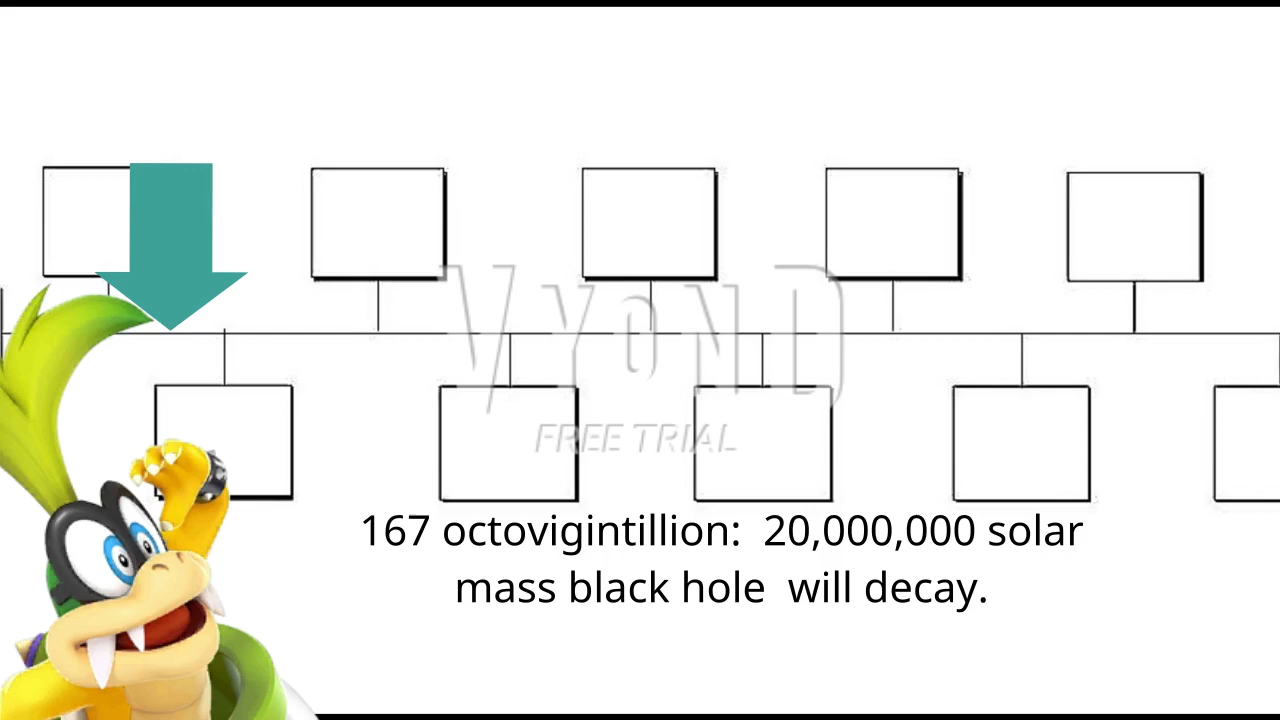 VYOND
FREE TRIAL
167 octovigintillion:  20,000,000 solar
mass black hole  will decay.